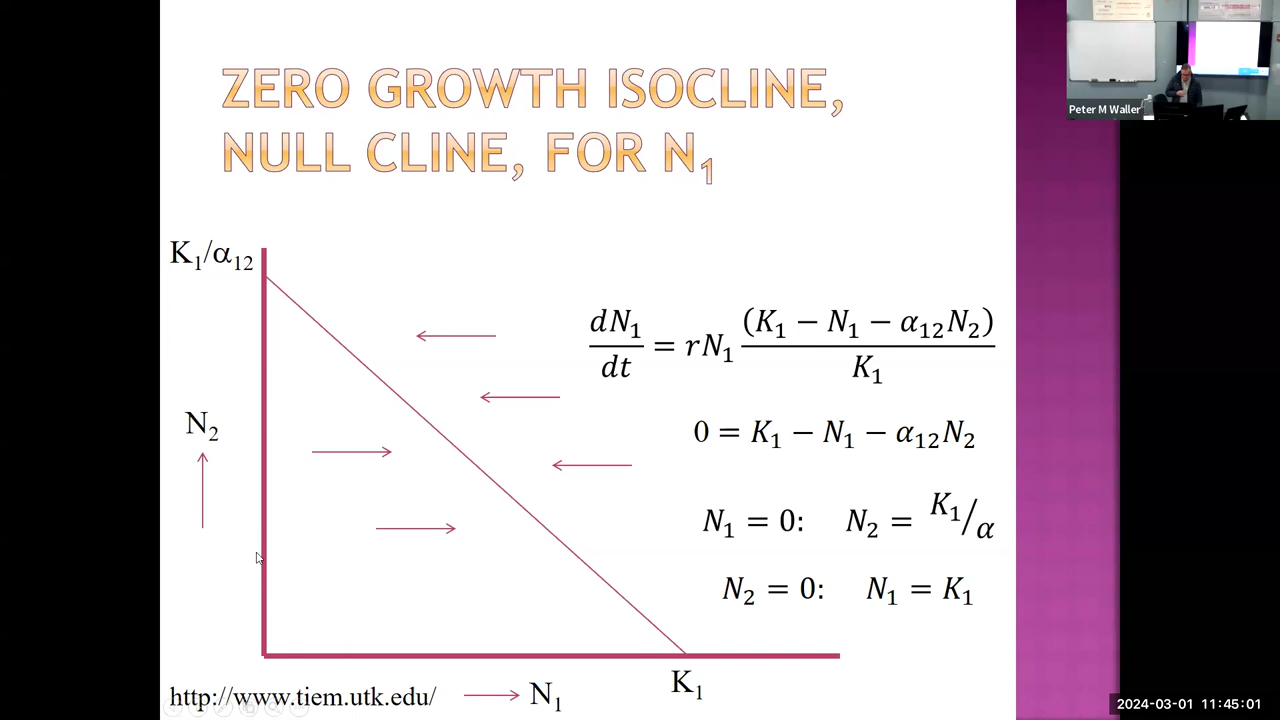 ZERO GROWTH ISOCLINE,
NULL CLINE, FOR N₁
Peter M Waller
K₁/α₁₂
dN₁/dt = rN₁ (K₁ − N₁ − α₁₂N₂)/K₁
N₂
0 = K₁ − N₁ − α₁₂N₂
N₁ = 0: N₂ = K₁/α
N₂ = 0: N₁ = K₁
K₁
http://www.tiem.utk.edu/
N₁
2024-03-01 11:45:01